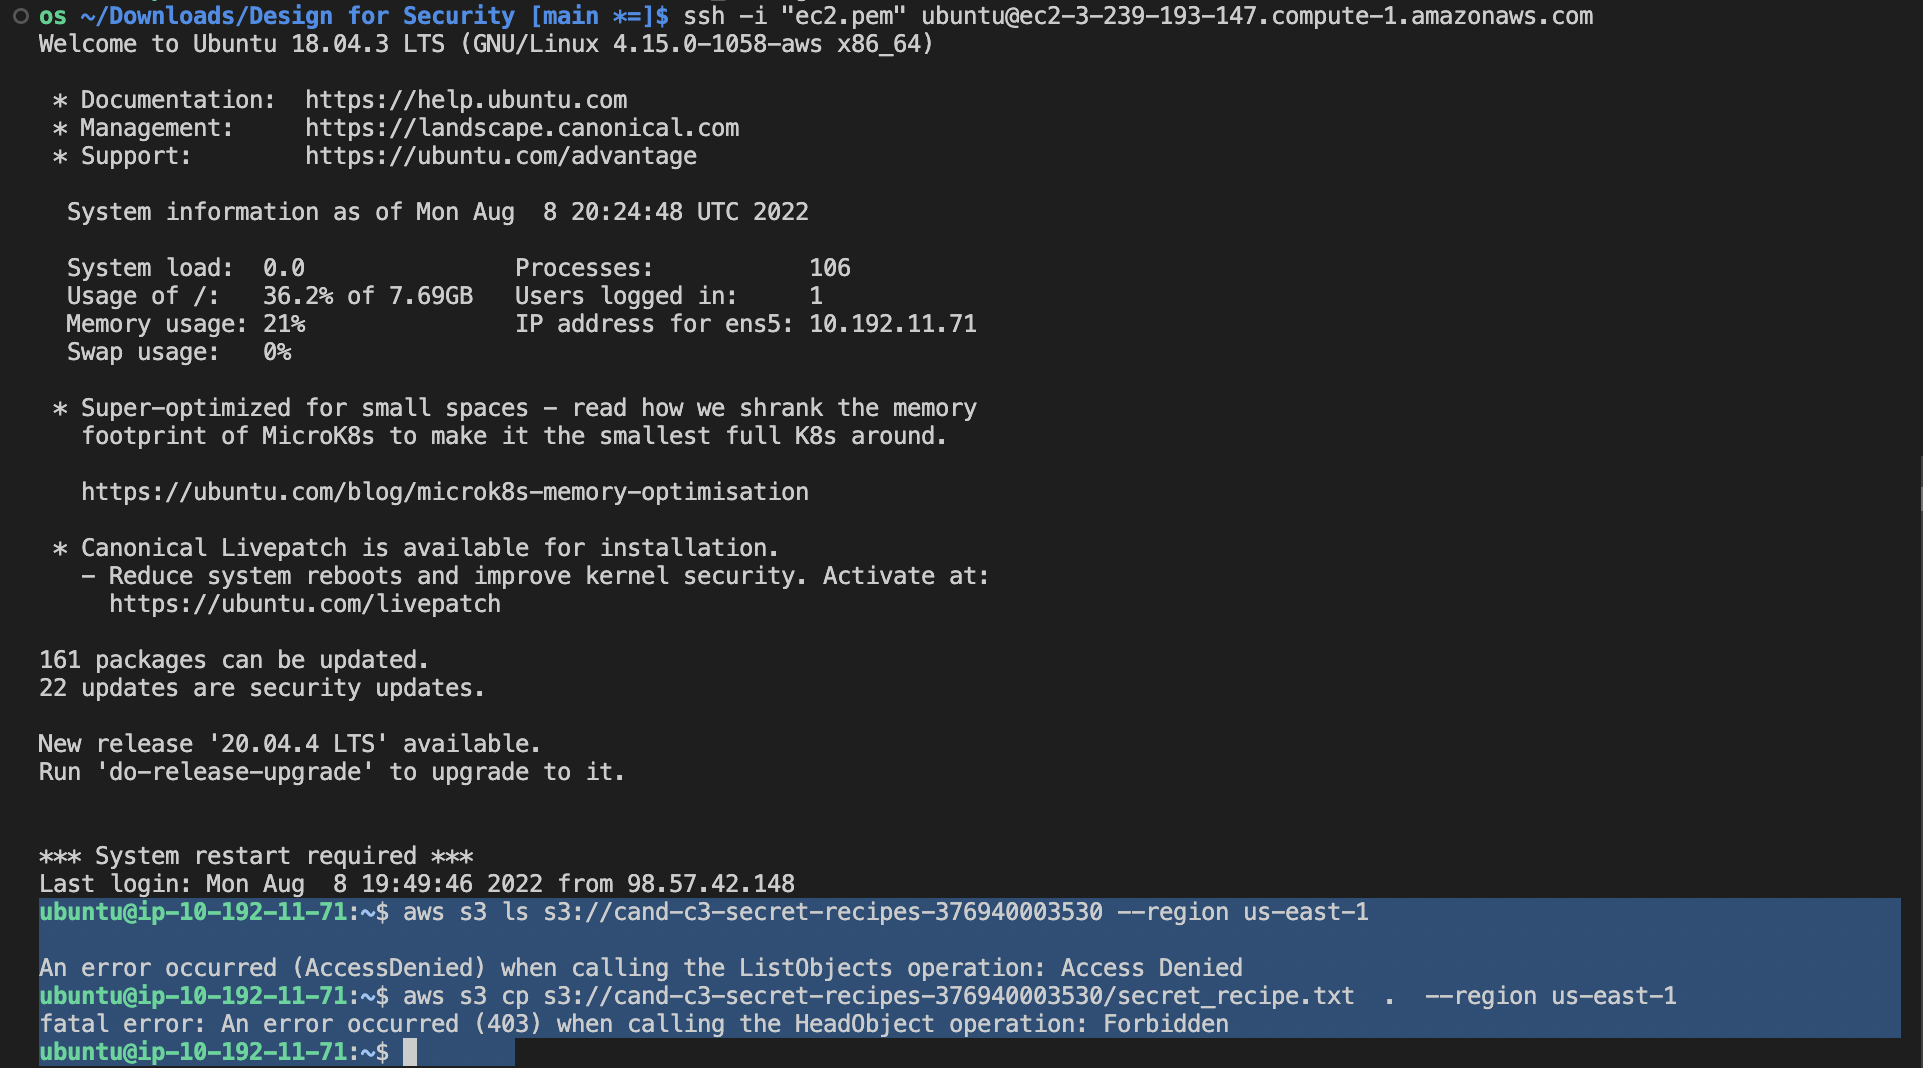 os ~/Downloads/Design for Security [main *=]$ ssh -i "ec2.pem" ubuntu@ec2-3-239-193-147.compute-1.amazonaws.com
Welcome to Ubuntu 18.04.3 LTS (GNU/Linux 4.15.0-1058-aws x86_64)
* Documentation:  https://help.ubuntu.com
* Management:     https://landscape.canonical.com
* Support:        https://ubuntu.com/advantage
System information as of Mon Aug  8 20:24:48 UTC 2022
System load:  0.0               Processes:           106
Usage of /:   36.2% of 7.69GB   Users logged in:     1
Memory usage: 21%               IP address for ens5: 10.192.11.71
Swap usage:   0%
* Super-optimized for small spaces - read how we shrank the memory
footprint of MicroK8s to make it the smallest full K8s around.
https://ubuntu.com/blog/microk8s-memory-optimisation
* Canonical Livepatch is available for installation.
- Reduce system reboots and improve kernel security. Activate at:
https://ubuntu.com/livepatch
161 packages can be updated.
22 updates are security updates.
New release '20.04.4 LTS' available.
Run 'do-release-upgrade' to upgrade to it.
*** System restart required ***
Last login: Mon Aug  8 19:49:46 2022 from 98.57.42.148
ubuntu@ip-10-192-11-71:~$ aws s3 ls s3://cand-c3-secret-recipes-376940003530 --region us-east-1
An error occurred (AccessDenied) when calling the ListObjects operation: Access Denied
ubuntu@ip-10-192-11-71:~$ aws s3 cp s3://cand-c3-secret-recipes-376940003530/secret_recipe.txt  .  --region us-east-1
fatal error: An error occurred (403) when calling the HeadObject operation: Forbidden
ubuntu@ip-10-192-11-71:~$